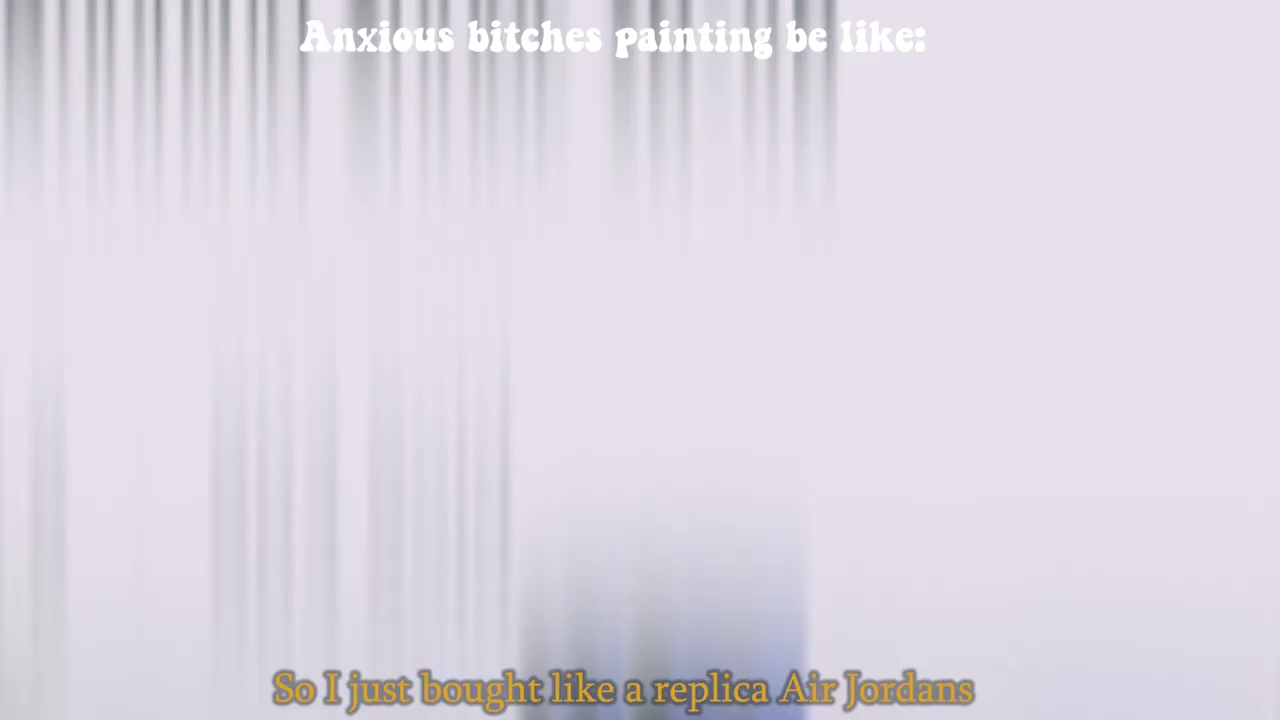 Anxious bitches painting be like:
So I just bought like a replica Air Jordans